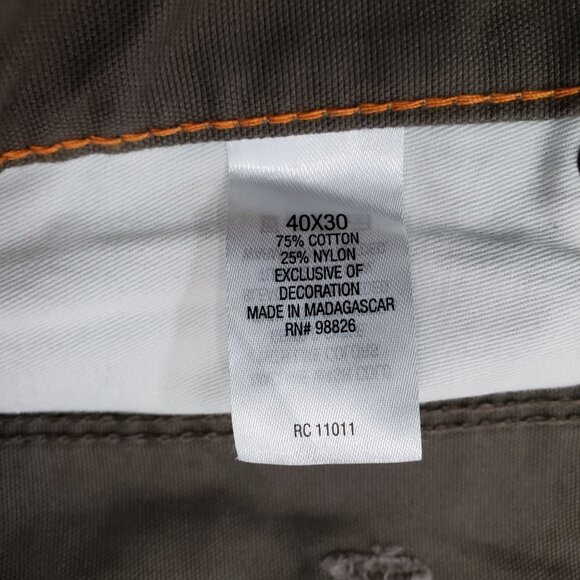 40X30
75% COTTON
25% NYLON
EXCLUSIVE OF
DECORATION
MADE IN MADAGASCAR
RN# 98826
RC 11011